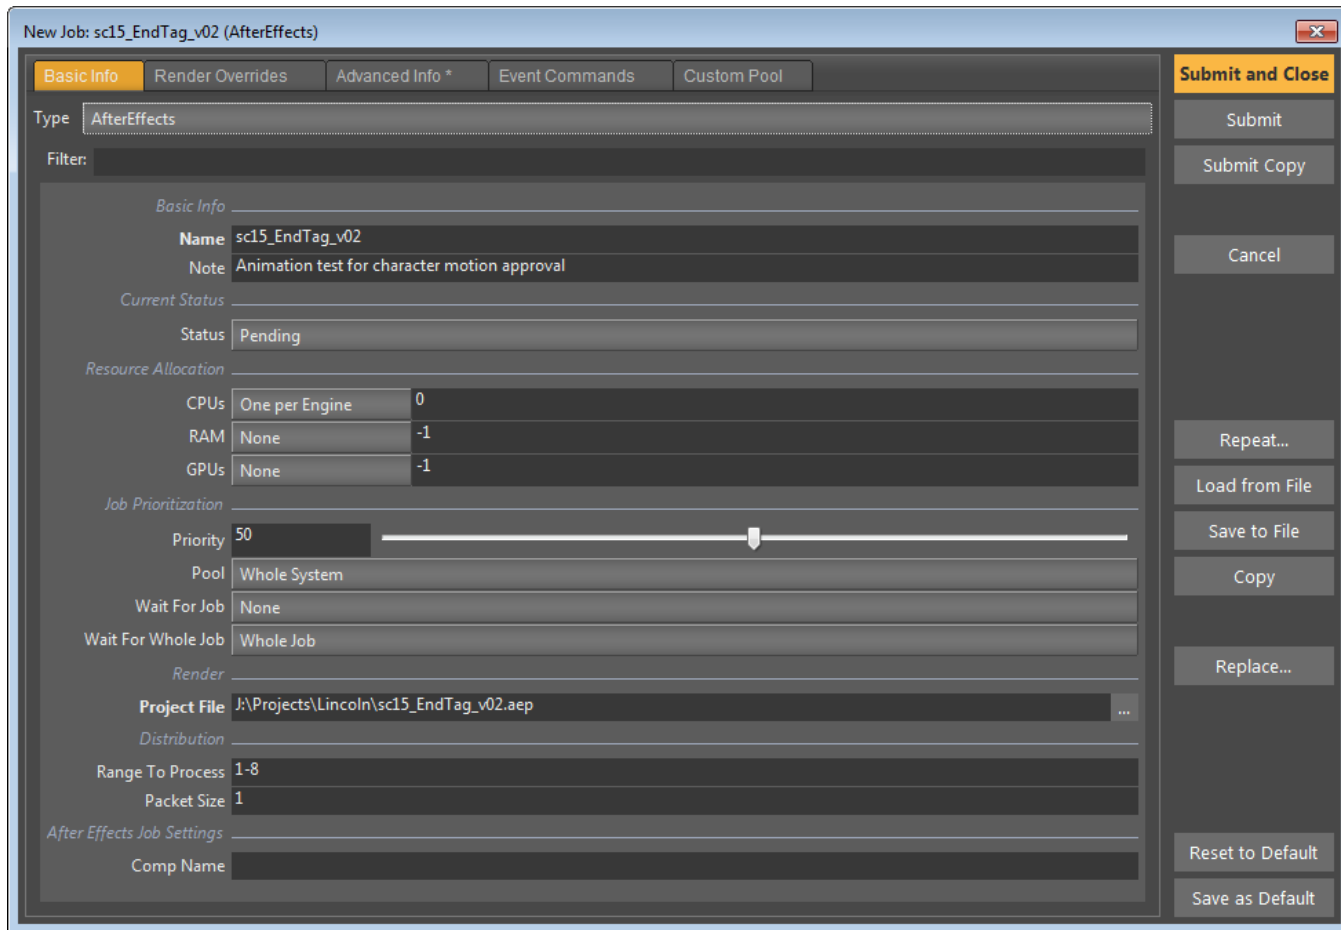 New Job: sc15_EndTag_v02 (AfterEffects)
Basic Info Render Overrides Advanced Info * Event Commands Custom Pool
Type AfterEffects
Filter:
Basic Info
Name sc15_EndTag_v02
Note Animation test for character motion approval
Current Status
Status Pending
Resource Allocation
CPUs One per Engine 0
RAM None -1
GPUs None -1
Job Prioritization
Priority 50
Pool Whole System
Wait For Job None
Wait For Whole Job Whole Job
Render
Project File J:\Projects\Lincoln\sc15_EndTag_v02.aep ...
Distribution
Range To Process 1-8
Packet Size 1
After Effects Job Settings
Comp Name
Submit and Close
Submit
Submit Copy
Cancel
Repeat...
Load from File
Save to File
Copy
Replace...
Reset to Default
Save as Default